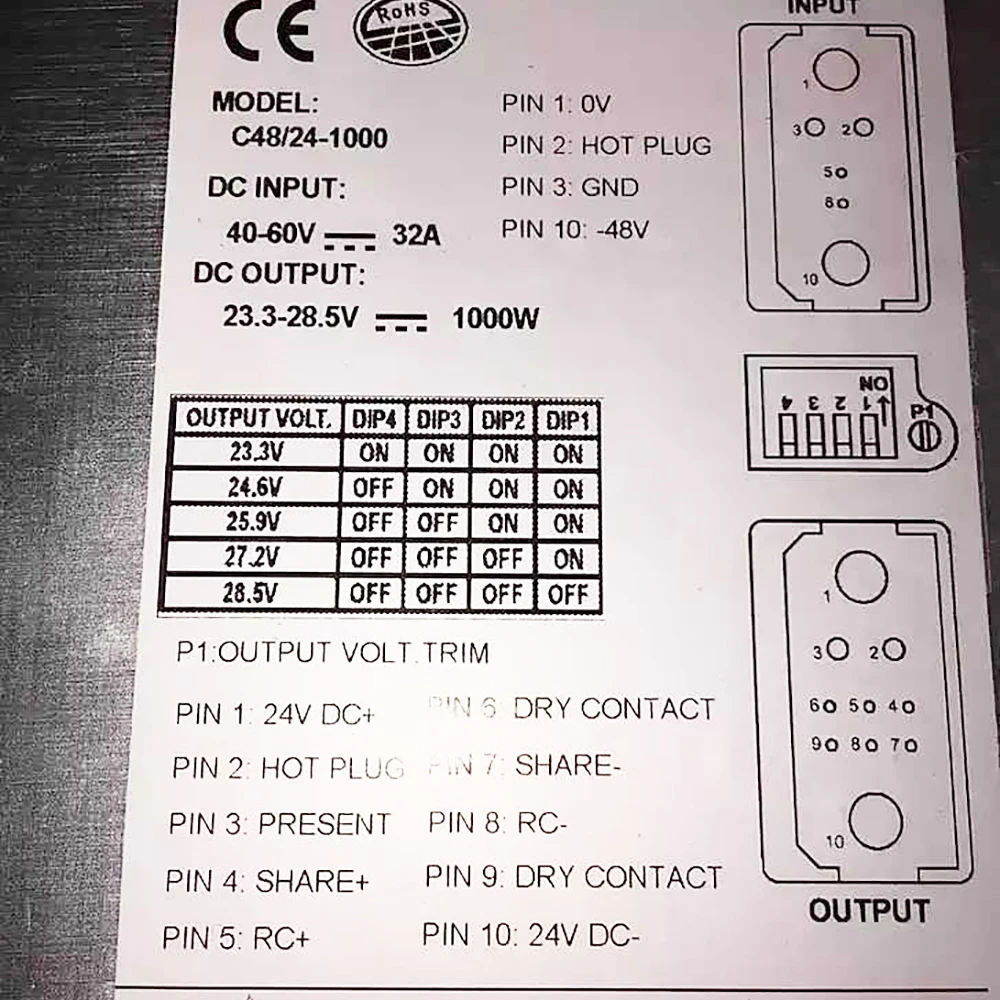 CE RoHS
MODEL:
C48/24-1000
DC INPUT:
40-60V 32A
DC OUTPUT:
23.3-28.5V 1000W
PIN 1: 0V
PIN 2: HOT PLUG
PIN 3: GND
PIN 10: -48V
INPUT
1
3 2
5
8
10
OUTPUT VOLT. DIP4 DIP3 DIP2 DIP1
23.3V ON ON ON ON
24.6V OFF ON ON ON
25.9V OFF OFF ON ON
27.2V OFF OFF OFF ON
28.5V OFF OFF OFF OFF
ON
4 3 2 1
P1
P1:OUTPUT VOLT.TRIM
PIN 1: 24V DC+
PIN 2: HOT PLUG
PIN 3: PRESENT
PIN 4: SHARE+
PIN 5: RC+
PIN 6 DRY CONTACT
PIN 7: SHARE-
PIN 8: RC-
PIN 9: DRY CONTACT
PIN 10: 24V DC-
1
3 2
6 5 4
9 8 7
10
OUTPUT